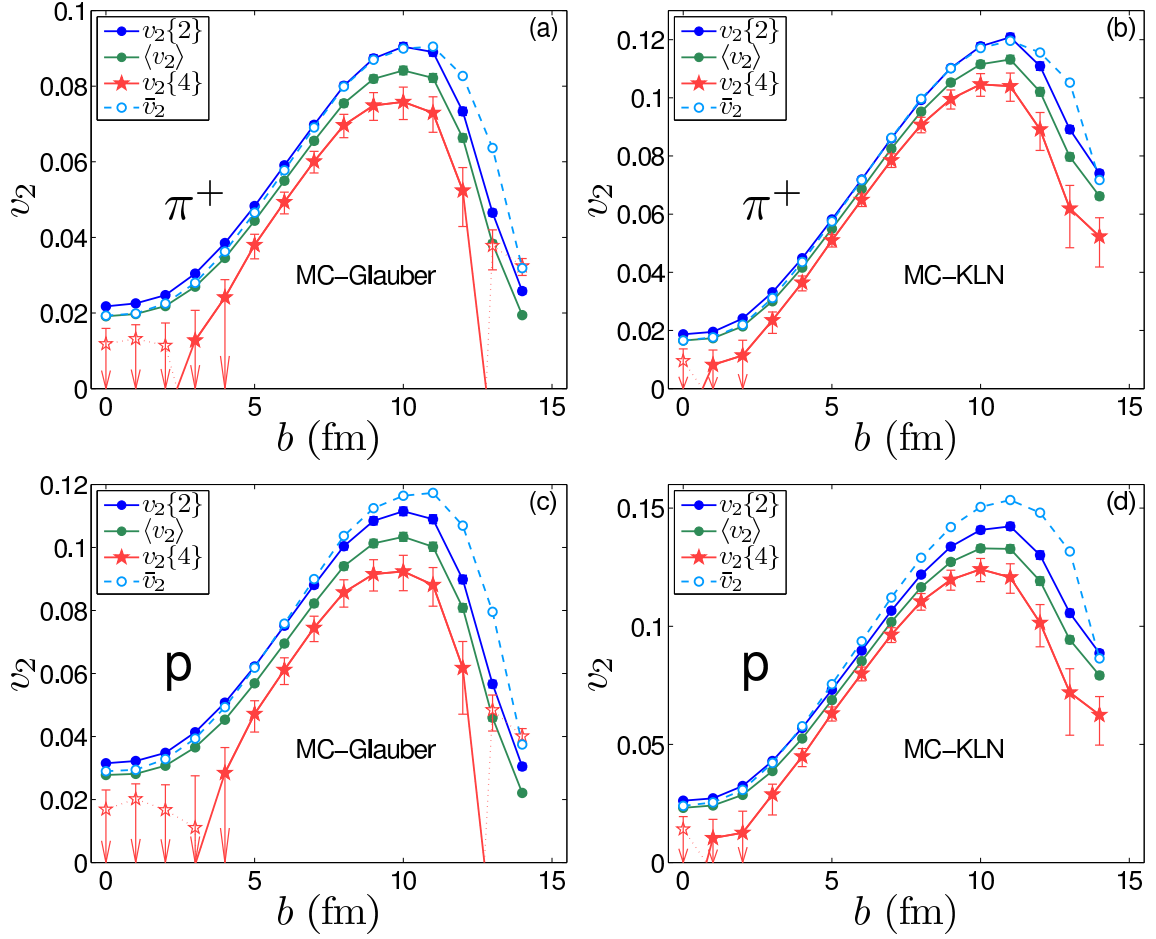 (a)
v₂{2}
⟨v₂⟩
v₂{4}
v̄₂
π⁺
MC–Glauber
v₂
0.1
0.08
0.06
0.04
0.02
0
0 5 10 15
b (fm)
(b)
v₂{2}
⟨v₂⟩
v₂{4}
v̄₂
π⁺
MC–KLN
v₂
0.12
0.1
0.08
0.06
0.04
0.02
0
0 5 10 15
b (fm)
(c)
v₂{2}
⟨v₂⟩
v₂{4}
v̄₂
p
MC–Glauber
v₂
0.12
0.1
0.08
0.06
0.04
0.02
0
0 5 10 15
b (fm)
(d)
v₂{2}
⟨v₂⟩
v₂{4}
v̄₂
p
MC–KLN
v₂
0.15
0.1
0.05
0
0 5 10 15
b (fm)